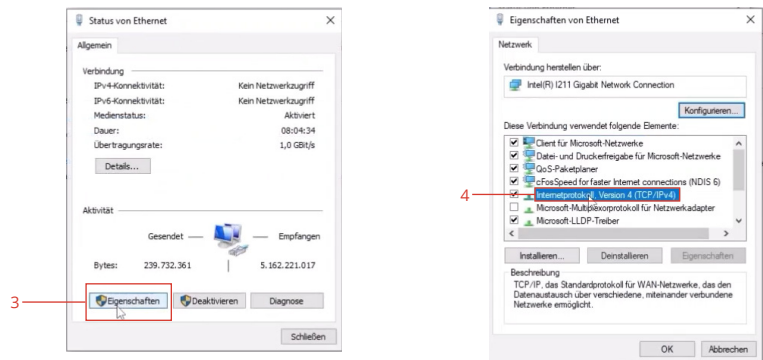 Status von Ethernet
Allgemein
Verbindung
IPv4-Konnektivität: Kein Netzwerkzugriff
IPv6-Konnektivität: Kein Netzwerkzugriff
Medienstatus: Aktiviert
Dauer: 08:04:34
Übertragungsrate: 1,0 GBit/s
Details...
Aktivität
Gesendet Empfangen
Bytes: 239.732.361 5.162.221.017
3
Eigenschaften Deaktivieren Diagnose
Schließen
Eigenschaften von Ethernet
Netzwerk
Verbindung herstellen über:
Intel(R) I211 Gigabit Network Connection
Konfigurieren...
Diese Verbindung verwendet folgende Elemente:
Client für Microsoft-Netzwerke
Datei- und Druckerfreigabe für Microsoft-Netzwerke
QoS-Paketplaner
cFosSpeed for faster Internet connections (NDIS 6)
4
Internetprotokoll, Version 4 (TCP/IPv4)
Microsoft-Multiplexorprotokoll für Netzwerkadapter
Microsoft-LLDP-Treiber
Installieren... Deinstallieren Eigenschaften
Beschreibung
TCP/IP, das Standardprotokoll für WAN-Netzwerke, das den
Datenaustausch über verschiedene, miteinander verbundene
Netzwerke ermöglicht.
OK Abbrechen